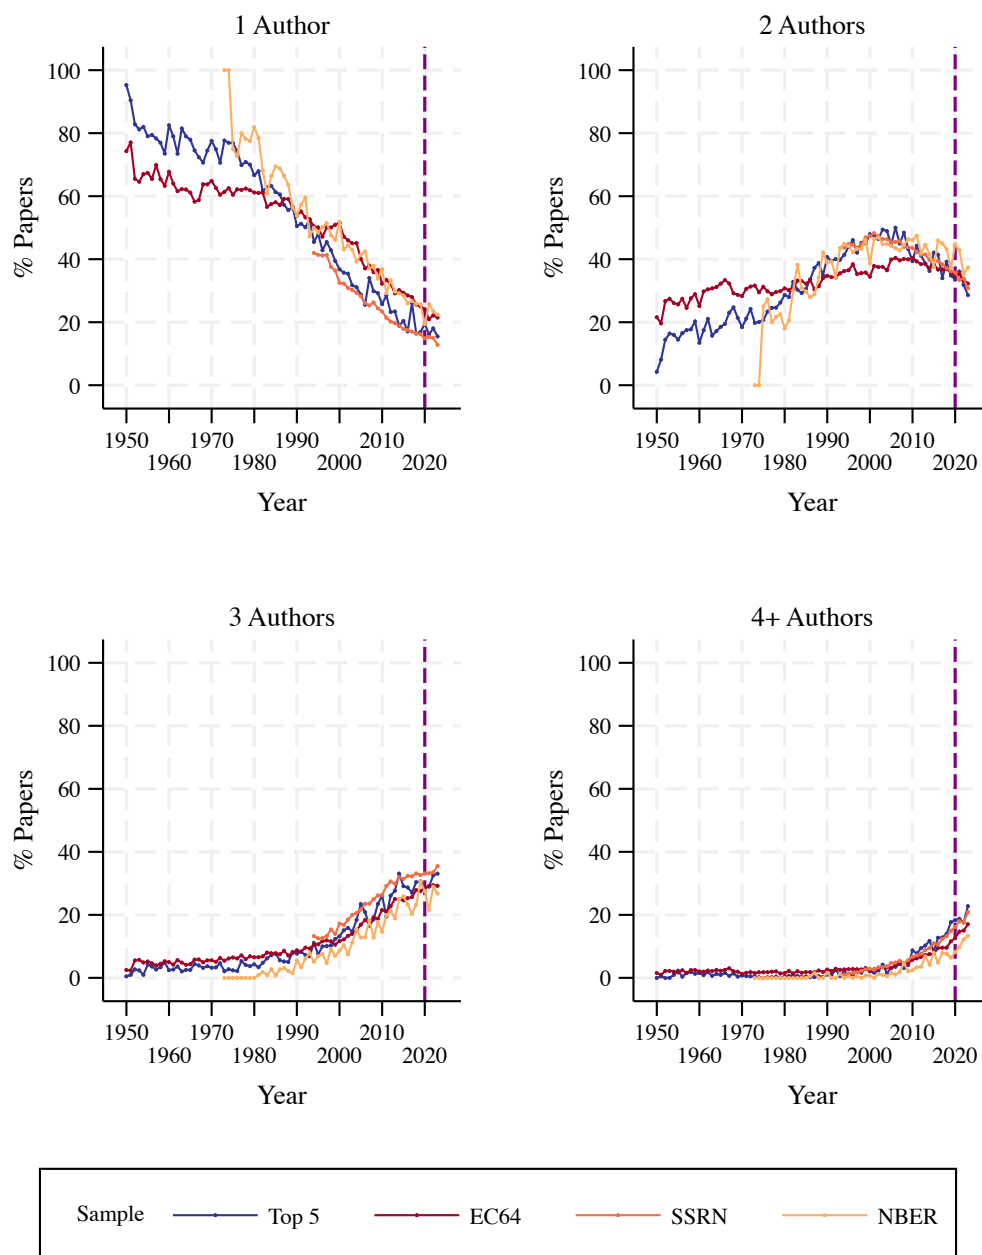 1 Author
100
80
60
40
20
0
% Papers
1950 1970 1990 2010
1960 1980 2000 2020
Year
2 Authors
100
80
60
40
20
0
% Papers
1950 1970 1990 2010
1960 1980 2000 2020
Year
3 Authors
100
80
60
40
20
0
% Papers
1950 1970 1990 2010
1960 1980 2000 2020
Year
4+ Authors
100
80
60
40
20
0
% Papers
1950 1970 1990 2010
1960 1980 2000 2020
Year
Sample Top 5 EC64 SSRN NBER